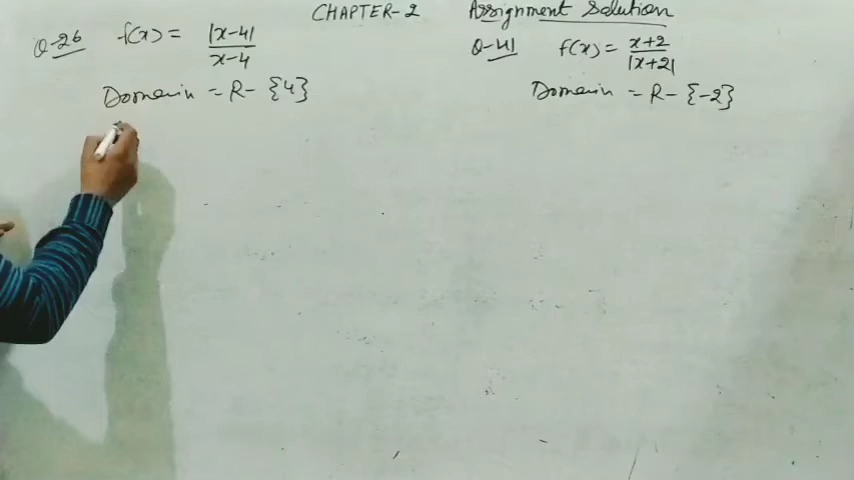 CHAPTER-2 Assignment Solution
Q-26 f(x) = |x-4| / x-4
Domain = R - {4}
Q-41 f(x) = x+2 / |x+2|
Domain = R - {-2}